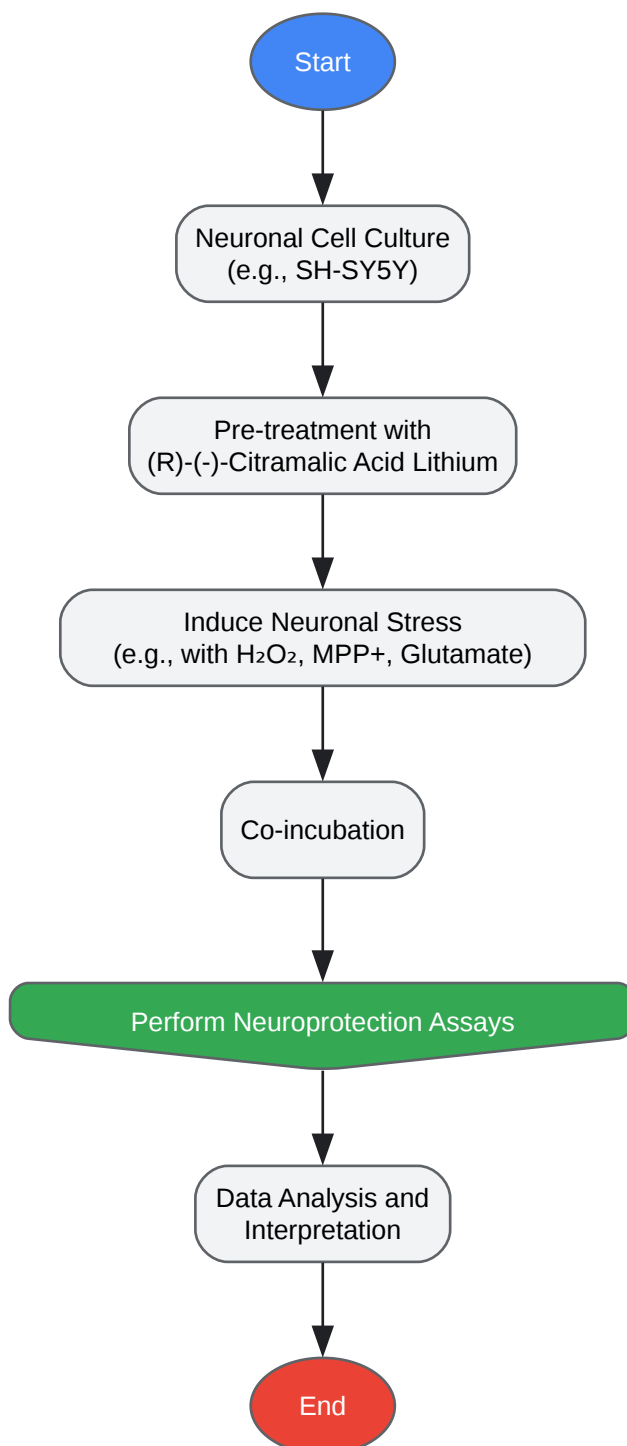 Start
Neuronal Cell Culture
(e.g., SH-SY5Y)
Pre-treatment with
(R)-(-)-Citramalic Acid Lithium
Induce Neuronal Stress
(e.g., with H₂O₂, MPP+, Glutamate)
Co-incubation
Perform Neuroprotection Assays
Data Analysis and
Interpretation
End